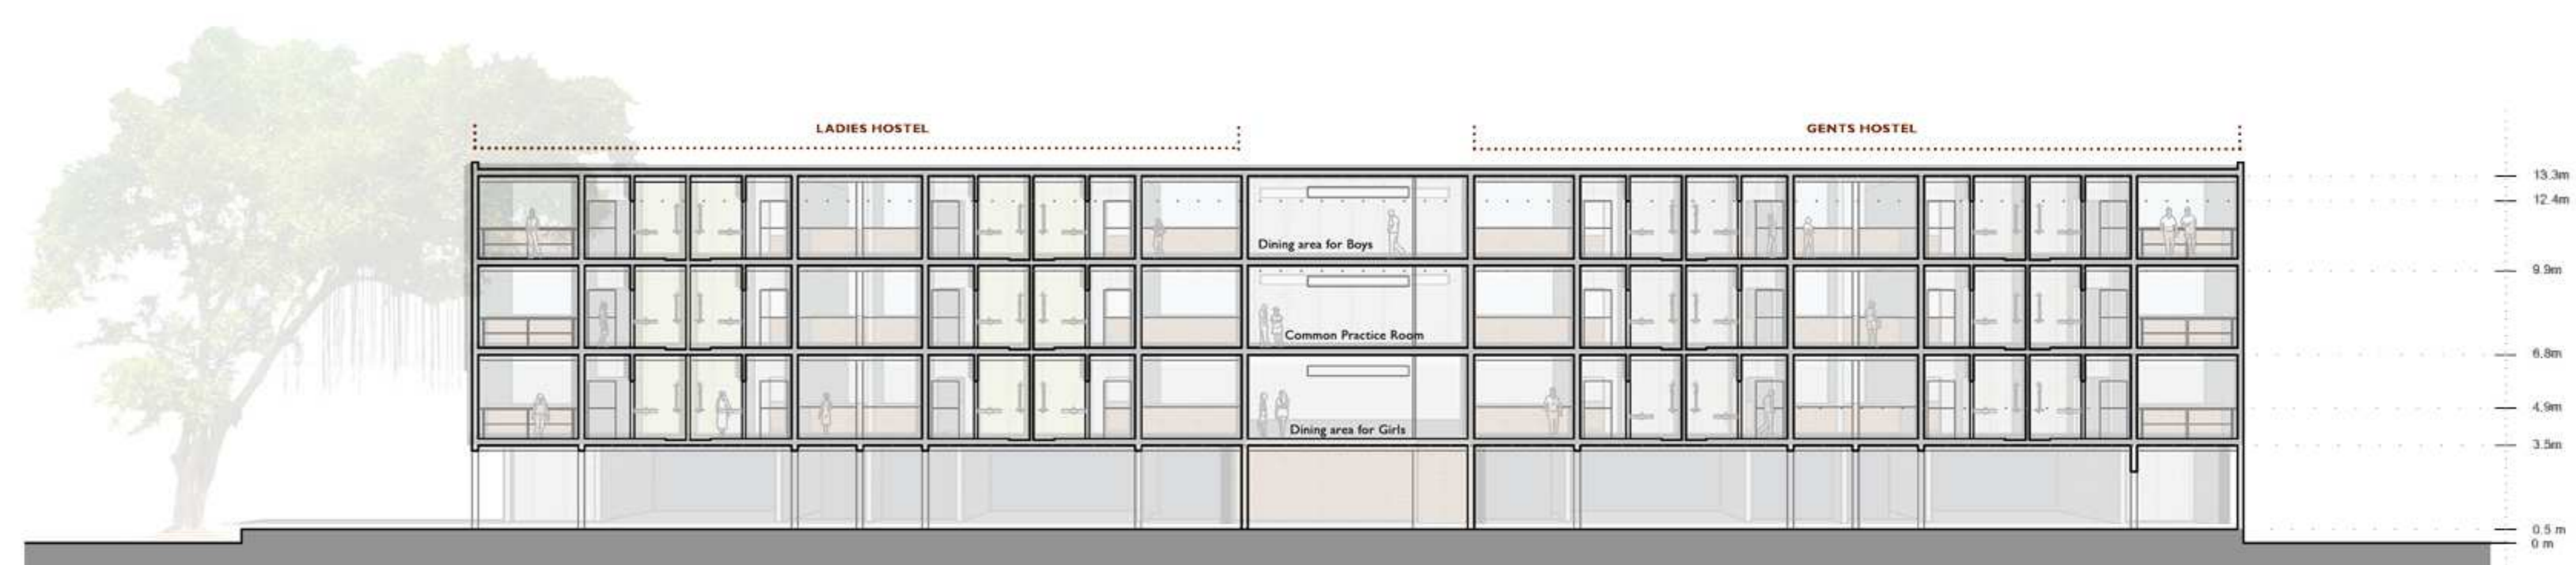 LADIES HOSTEL
GENTS HOSTEL
Dining area for Boys
Common Practice Room
Dining area for Girls
13.3m
12.4m
9.9m
6.8m
4.9m
3.5m
0.5 m
0 m